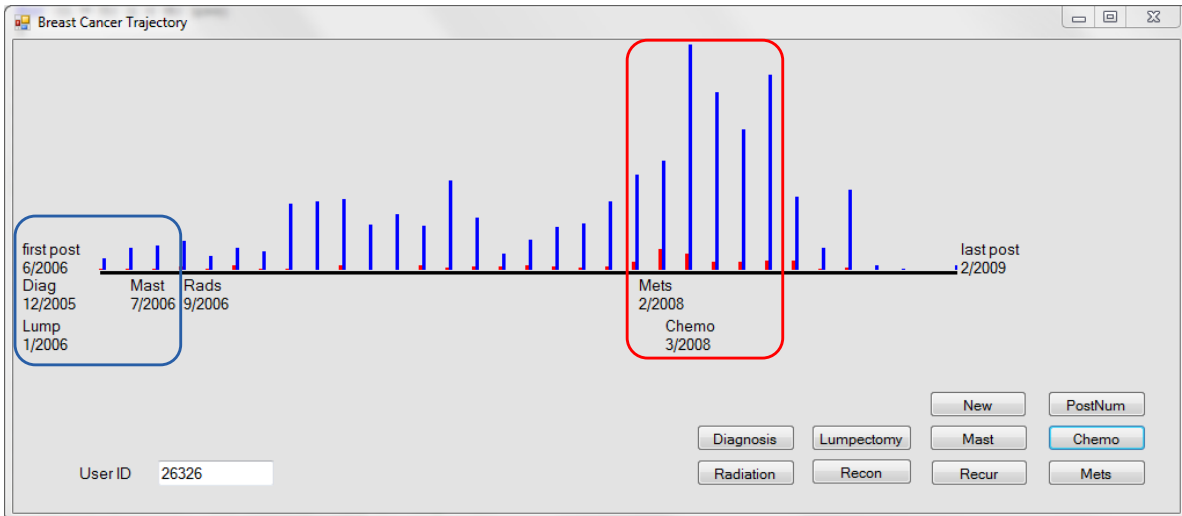 Breast Cancer Trajectory
first post
6/2006
last post
2/2009
Diag
12/2005
Mast
7/2006
Rads
9/2006
Lump
1/2006
Mets
2/2008
Chemo
3/2008
New
PostNum
Diagnosis
Lumpectomy
Mast
Chemo
User ID
26326
Radiation
Recon
Recur
Mets